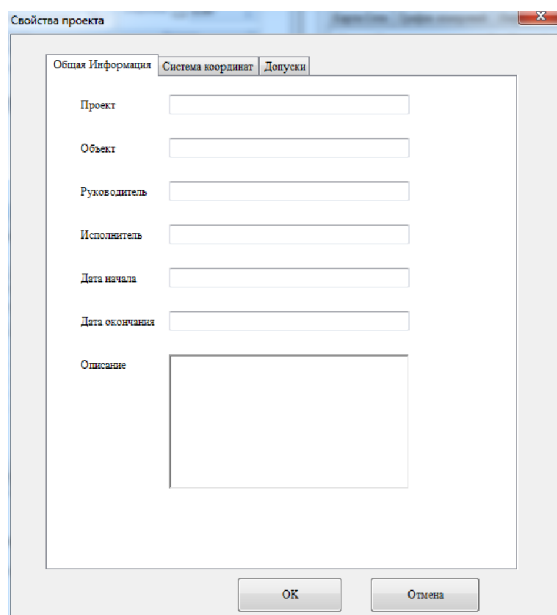 Свойства проекта
Общая Информация
Система координат
Допуски
Проект
Объект
Руководитель
Исполнитель
Дата начала
Дата окончания
Описание
OK
Отмена